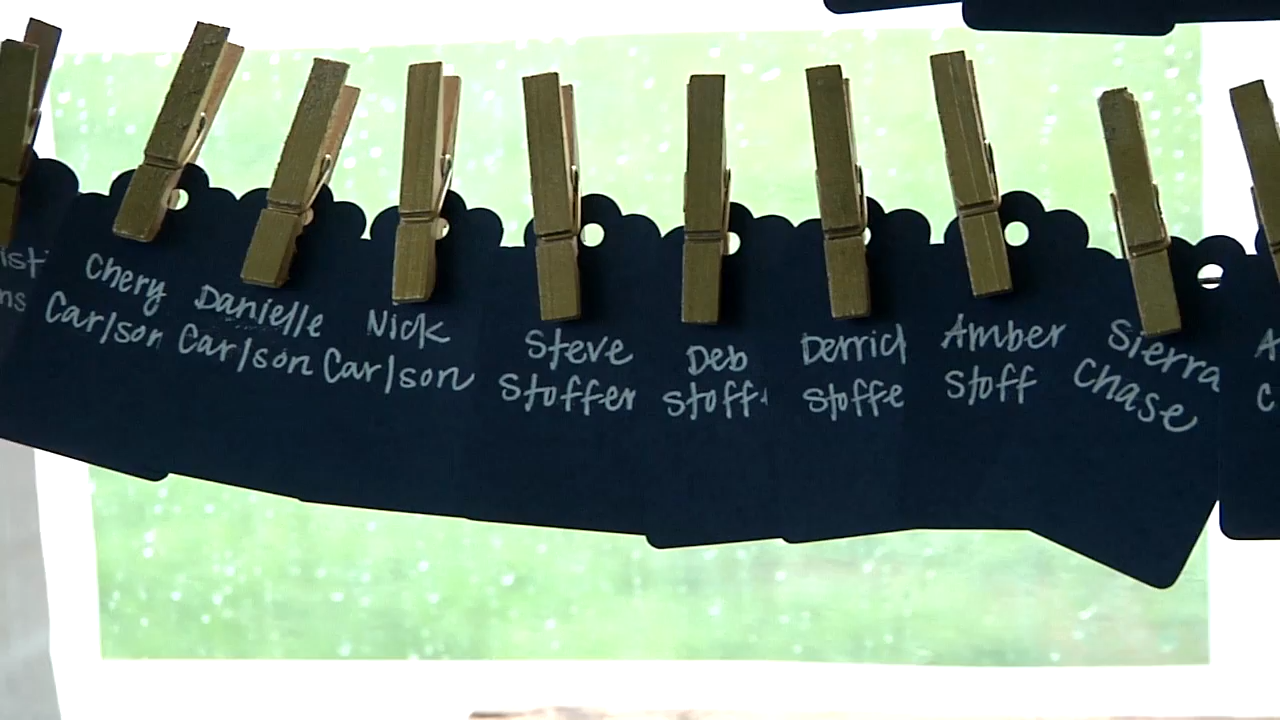 Chery
Carlson
Danielle
Carlson
Nick
Carlson
Steve
Stoffer
Deb
Stoff
Derrick
Stoffe
Amber
Stoff
Sierra
Chase